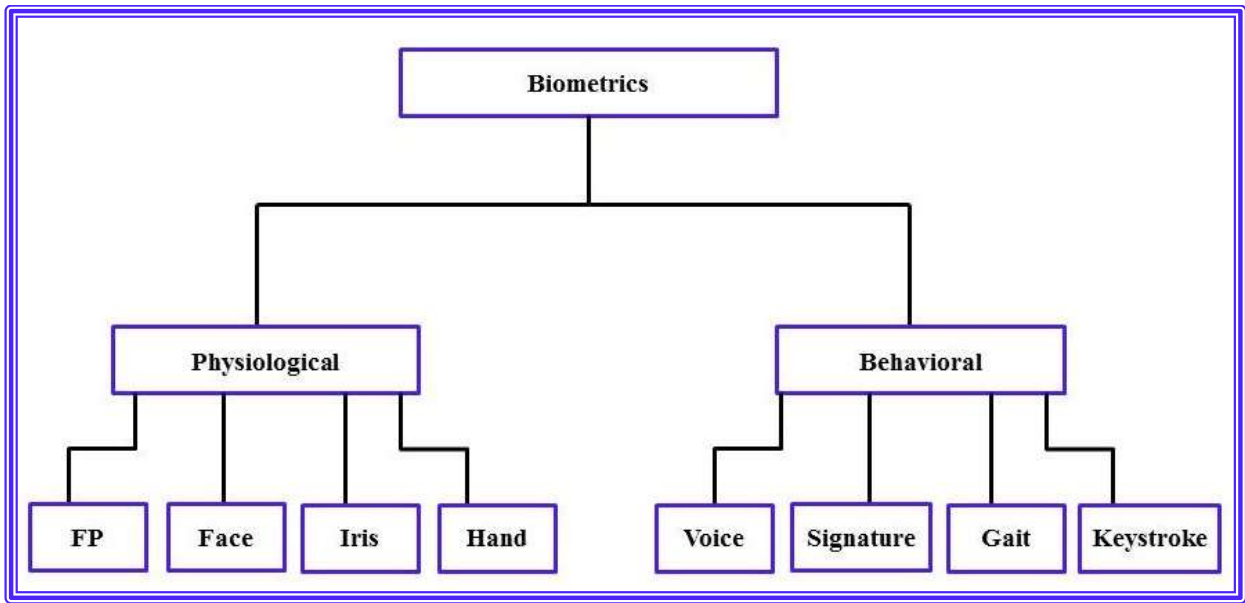 Biometrics
Physiological
Behavioral
FP
Face
Iris
Hand
Voice
Signature
Gait
Keystroke